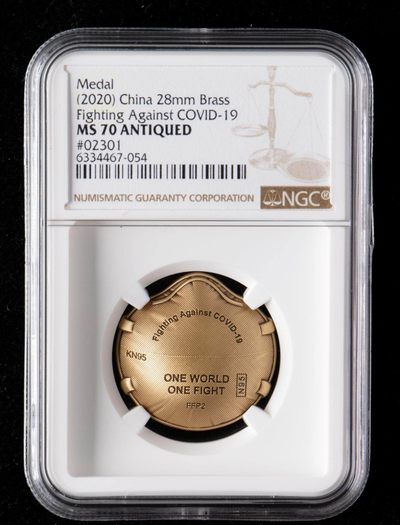 Medal
(2020) China 28mm Brass
Fighting Against COVID-19
MS 70 ANTIQUED
#02301
6334467-054
NUMISMATIC GUARANTY CORPORATION
NGC®
Fighting Against COVID-19
KN95
ONE WORLD
ONE FIGHT
N95
FFP2